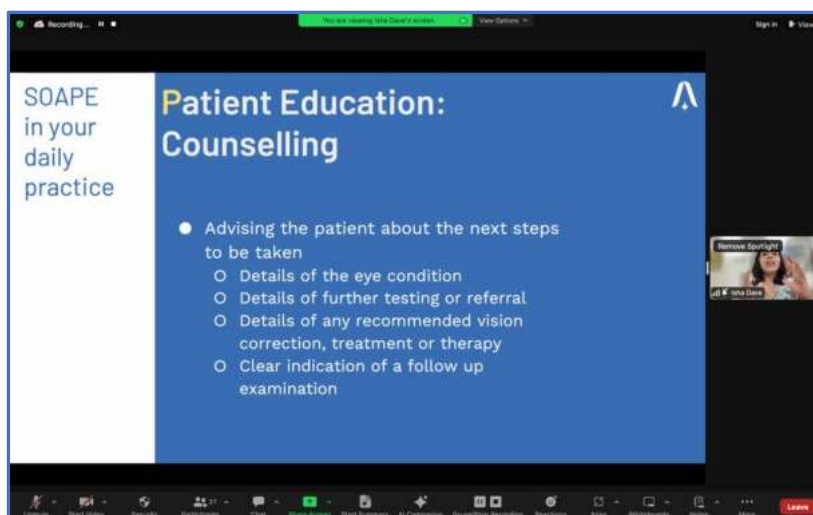 Recording...
You are viewing Isha Dave's screen
View Options
Sign in
View
SOAPE
in your
daily
practice
Patient Education:
Counselling
Advising the patient about the next steps
to be taken
Details of the eye condition
Details of further testing or referral
Details of any recommended vision
correction, treatment or therapy
Clear indication of a follow up
examination
Remove Spotlight
Isha Dave
Leave